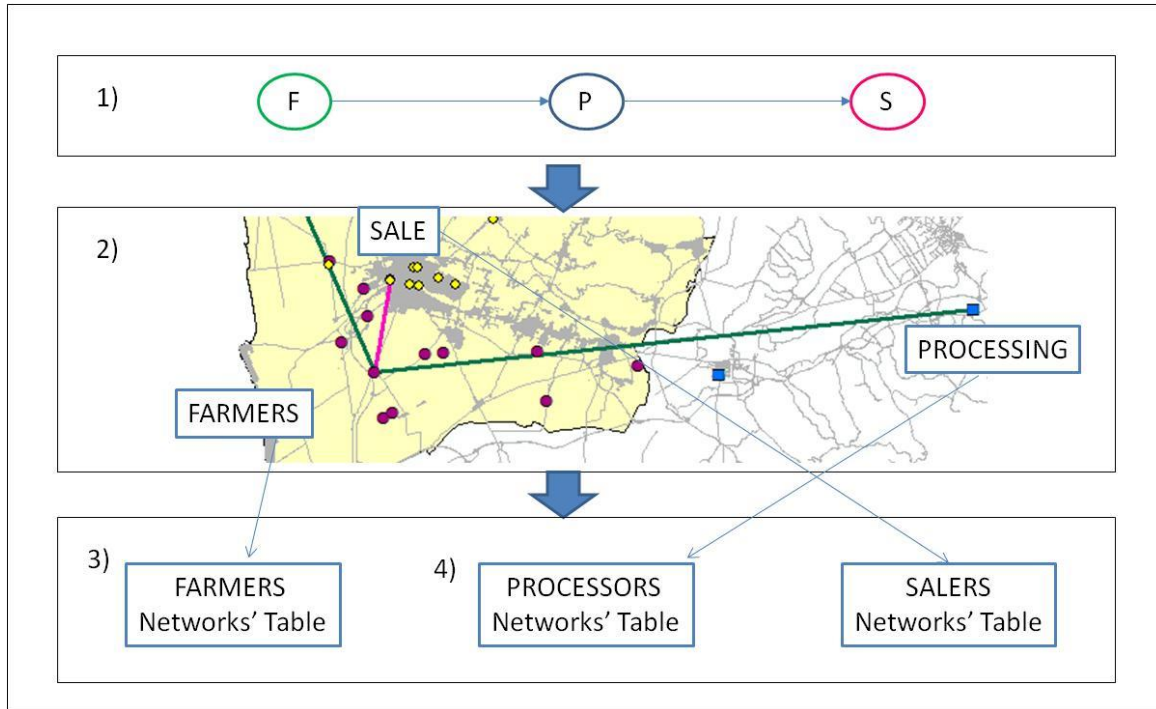 1)
F
P
S
2)
SALE
PROCESSING
FARMERS
3)
FARMERS
Networks’ Table
4)
PROCESSORS
Networks’ Table
SALERS
Networks’ Table